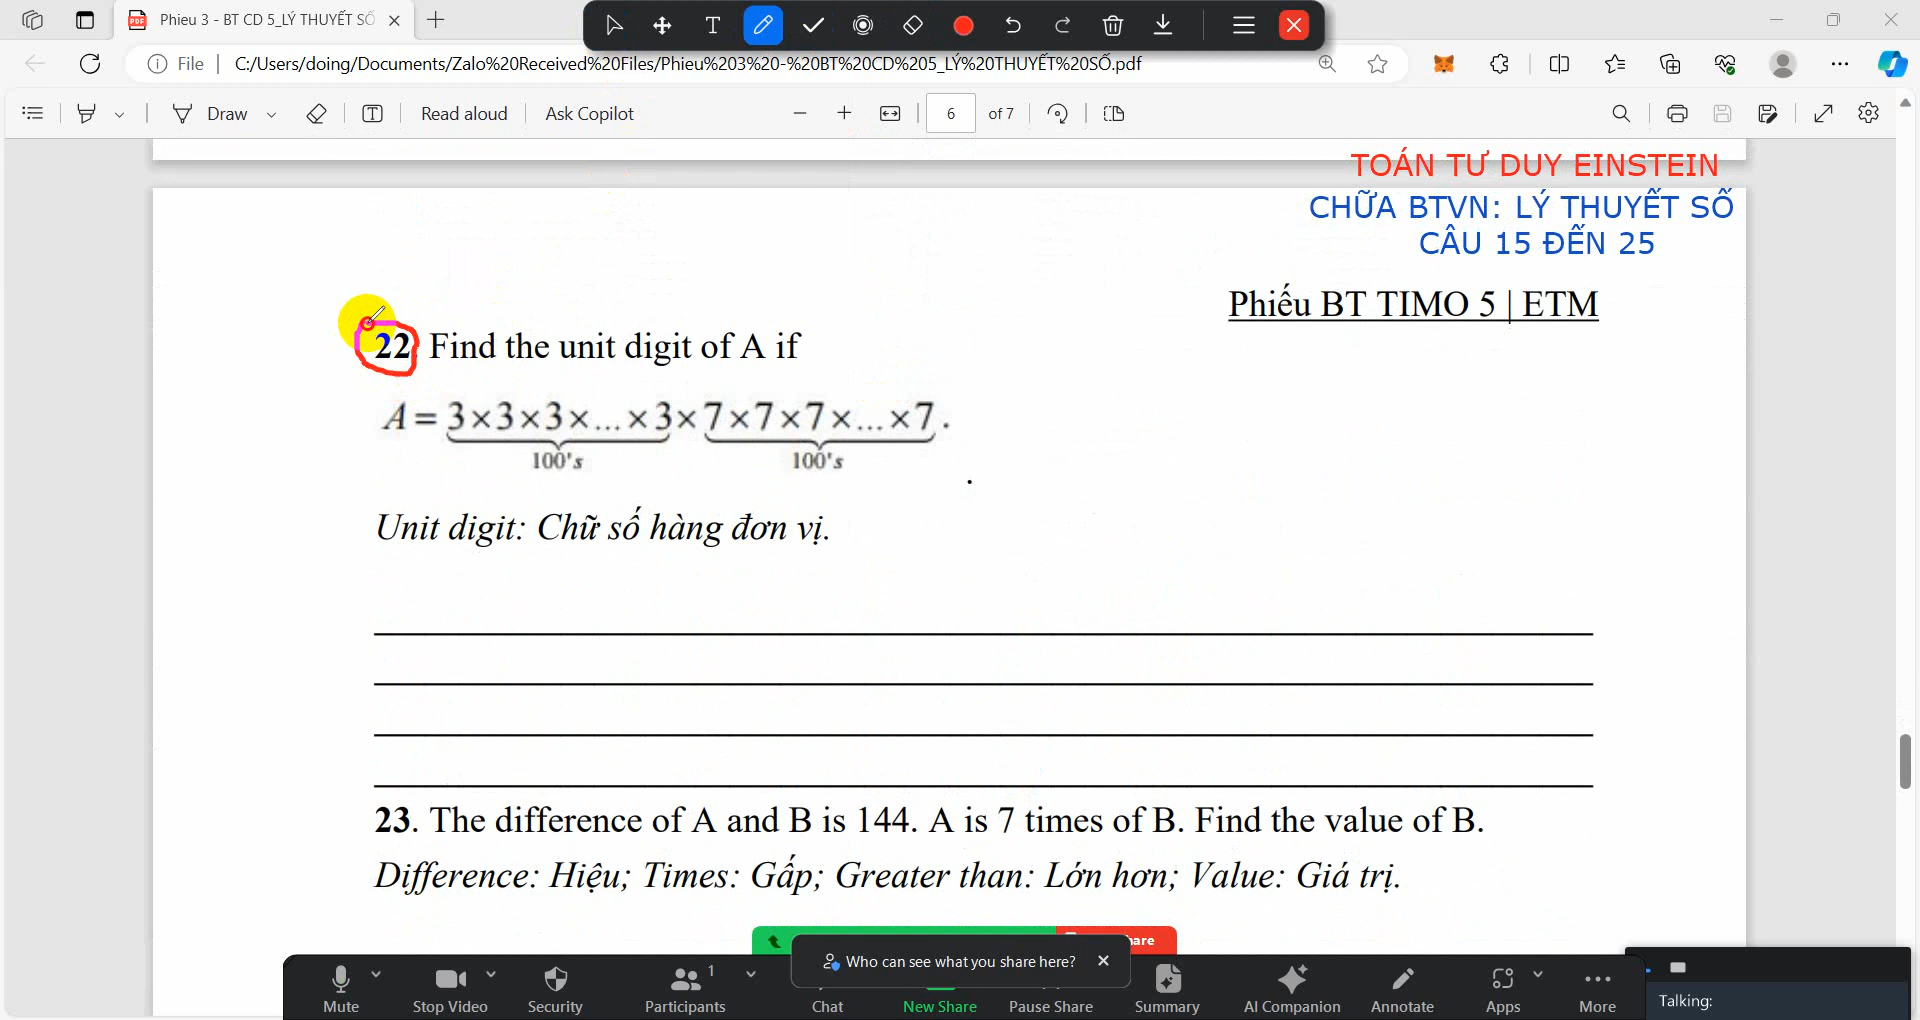 Phieu 3 - BT CD 5_LÝ THUYẾT SỐ
File
C:/Users/doing/Documents/Zalo%20Received%20Files/Phieu%203%20-%20BT%20CD%205_LÝ%20THUYẾT%20SỐ.pdf
Draw
Read aloud
Ask Copilot
6 of 7
TOÁN TƯ DUY EINSTEIN
CHỮA BTVN: LÝ THUYẾT SỐ
CÂU 15 ĐẾN 25
Phiếu BT TIMO 5 | ETM
22 Find the unit digit of A if
A = 3×3×3×...×3×7×7×7×...×7.
100's 100's
.
Unit digit: Chữ số hàng đơn vị.
23. The difference of A and B is 144. A is 7 times of B. Find the value of B.
Difference: Hiệu; Times: Gấp; Greater than: Lớn hơn; Value: Giá trị.
Who can see what you share here?
Mute
Stop Video
Security
Participants 1
Chat
New Share
Pause Share
Summary
AI Companion
Annotate
Apps
More
Talking: